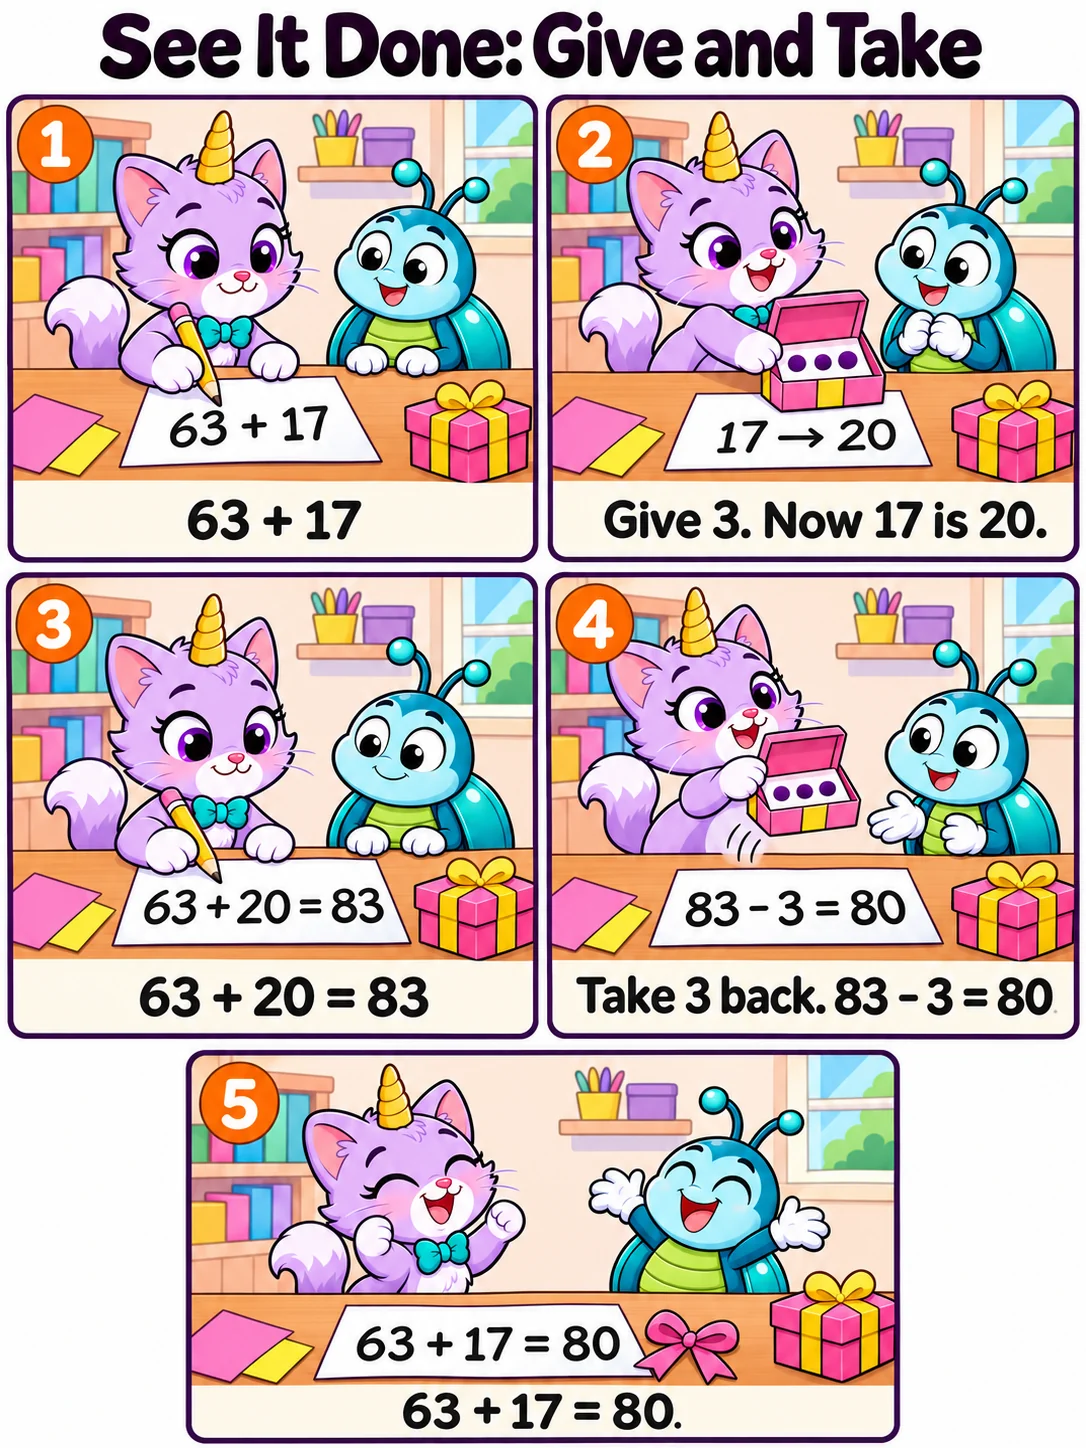 See It Done: Give and Take
1
63 + 17
63 + 17
2
17 → 20
Give 3. Now 17 is 20.
3
63 + 20 = 83
63 + 20 = 83
4
83 - 3 = 80
Take 3 back. 83 - 3 = 80.
5
63 + 17 = 80
63 + 17 = 80.